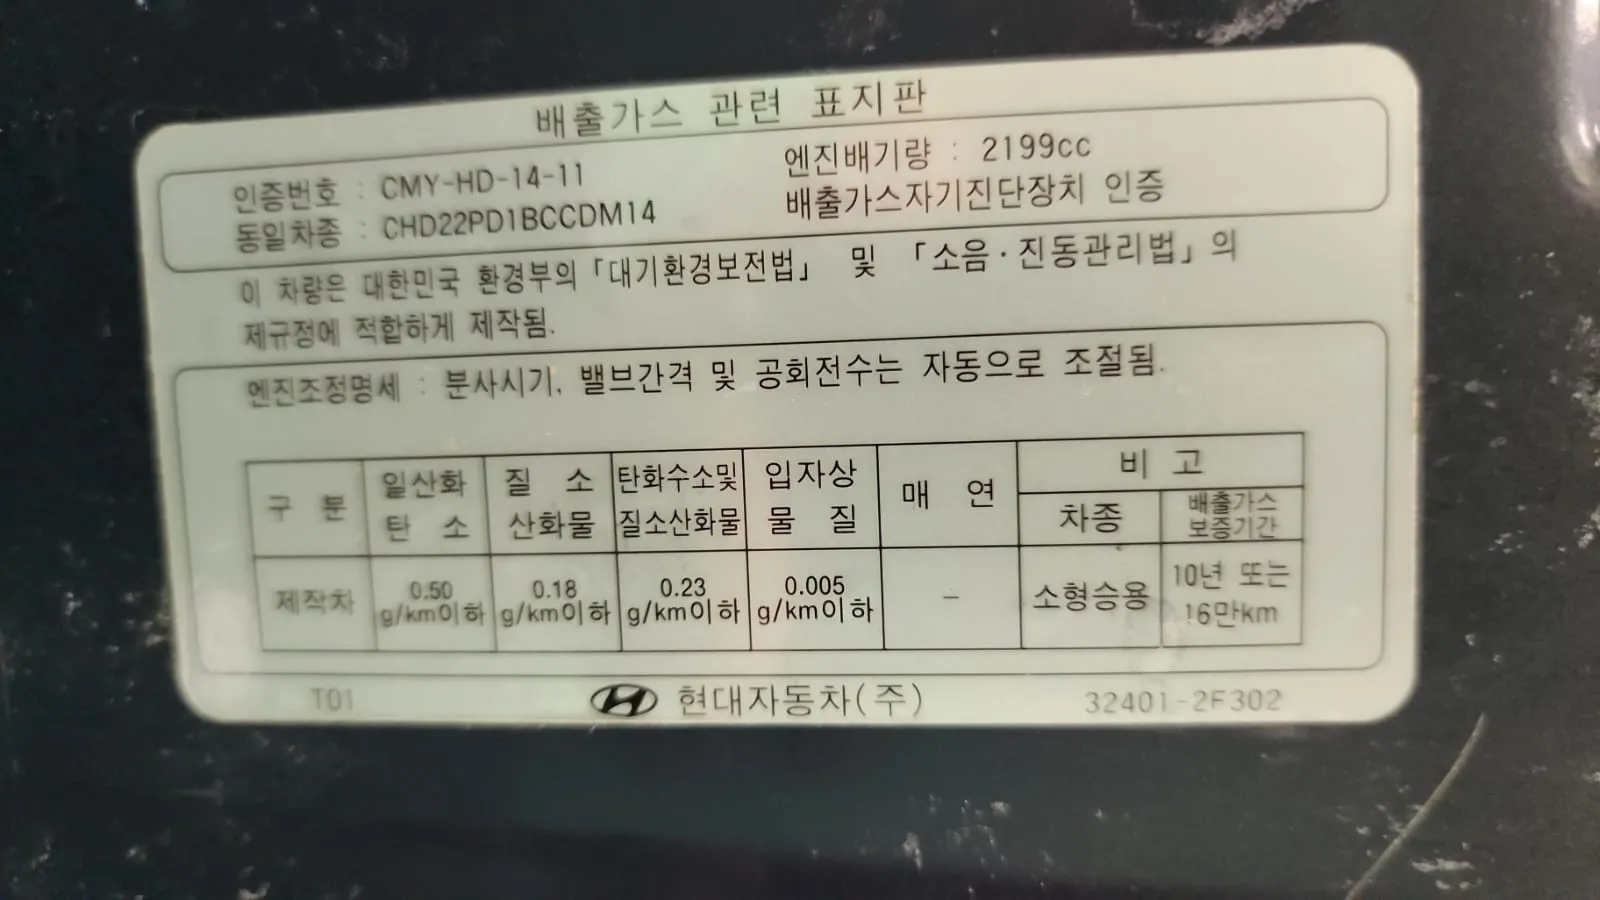 배출가스 관련 표지판
인증번호 : CMY-HD-14-11
엔진배기량 : 2199cc
동일차종 : CHD22PD1BCCDM14
배출가스자기진단장치 인증
이 차량은 대한민국 환경부의 「대기환경보전법」 및 「소음·진동관리법」의
제규정에 적합하게 제작됨.
엔진조정명세 : 분사시기, 밸브간격 및 공회전수는 자동으로 조절됨.
구 분
일산화
탄 소
질 소
산화물
탄화수소및
질소산화물
입자상
물 질
매 연
비 고
차종
배출가스
보증기간
제작차
0.50
g/km이하
0.18
g/km이하
0.23
g/km이하
0.005
g/km이하
-
소형승용
10년 또는
16만km
T01
현대자동차(주)
32401-2F302